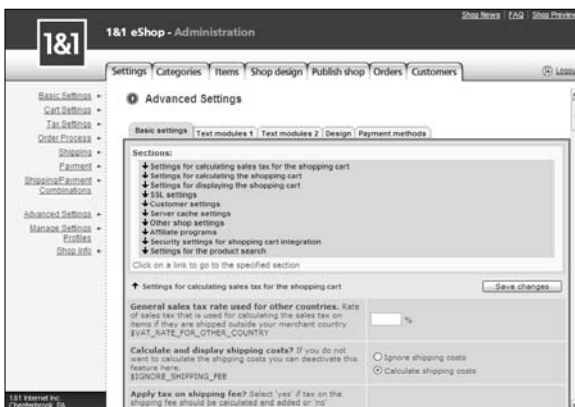 Shop News | FAQ | Shop Preview
1&1
1&1 eShop - Administration
Settings Categories Items Shop design Publish shop Orders Customers
Logout
Basic Settings
Cart Settings
Tax Settings
Order Process
Shipping
Payment
Shipping/Payment
Combinations
Advanced Settings
Manage Settings
Profiles
Shop Info
Advanced Settings
Basic settings Text modules 1 Text modules 2 Design Payment methods
Sections:
Settings for calculating sales tax for the shopping cart
Settings for calculating the shopping cart
Settings for displaying the shopping cart
SSL settings
Customer settings
Server cache settings
Other shop settings
Affiliate programs
Security settings for shopping cart integration
Settings for the product search
Click on a link to go to the specified section
Settings for calculating sales tax for the shopping cart
Save changes
General sales tax rate used for other countries. Rate
of sales tax that is used for calculating the sales tax on
items if they are shipped outside your merchant country
$VAT_RATE_FOR_OTHER_COUNTRY
%
Calculate and display shipping costs? If you do not
want to calculate the shipping costs you can deactivate this
feature here.
$IGNORE_SHIPPING_FEE
Ignore shipping costs
Calculate shipping costs
Apply tax on shipping fee? Select 'yes' if tax on the
shipping fee should be calculated and added or 'no'
1&1 Internet Inc.
Chesterbrook, PA